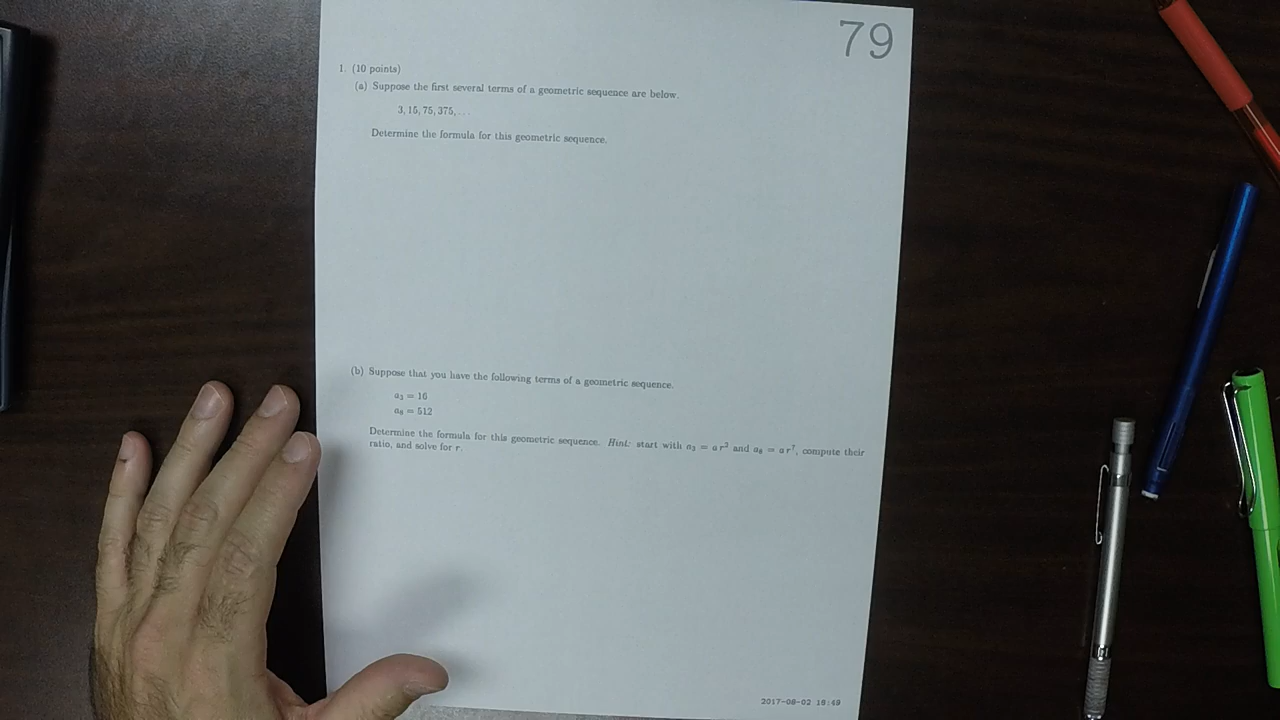 79
1. (10 points)
(a) Suppose the first several terms of a geometric sequence are below.
3, 15, 75, 375, . . .
Determine the formula for this geometric sequence.
(b) Suppose that you have the following terms of a geometric sequence.
a₃ = 16
a₈ = 512
Determine the formula for this geometric sequence. Hint: start with a₃ = a r² and a₈ = a r⁷, compute their
ratio, and solve for r.
2017-08-02 16:49